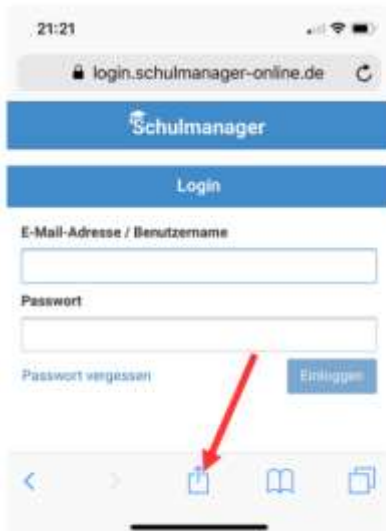 21:21
login.schulmanager-online.de
Schulmanager
Login
E-Mail-Adresse / Benutzername
Passwort
Passwort vergessen
Einloggen